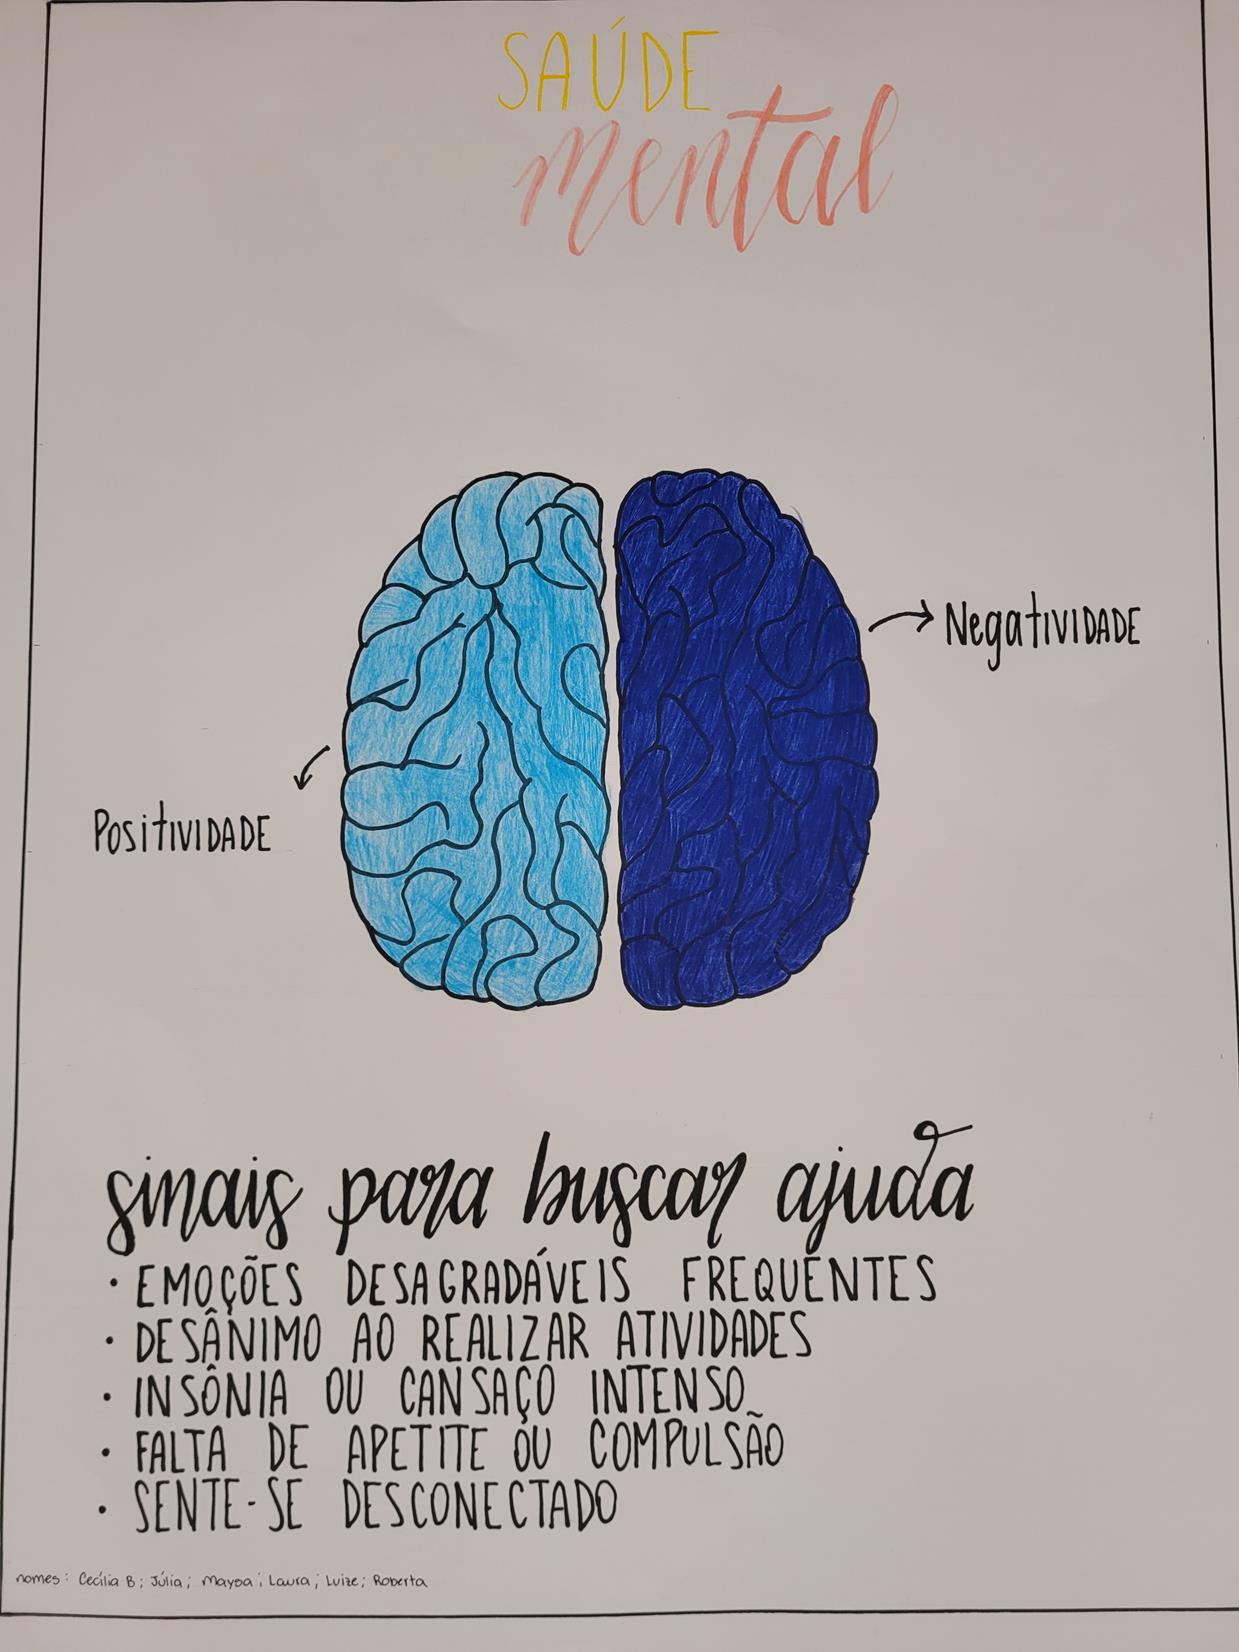 SAÚDE
mental
NegatIVIDADE
PositIVIDADE
sinais para buscar ajuda
• EMOÇÕES DESAGRADÁVEIS FREQUENTES
• DESÂNIMO AO REALIZAR ATIVIDADES
• INSÔNIA OU CANSAÇO INTENSO
• FALTA DE APETITE OU COMPULSÃO
• SENTE-SE DESCONECTADO
nomes: Cecília B; Júlia; Maysa; Laura; Luize; Roberta